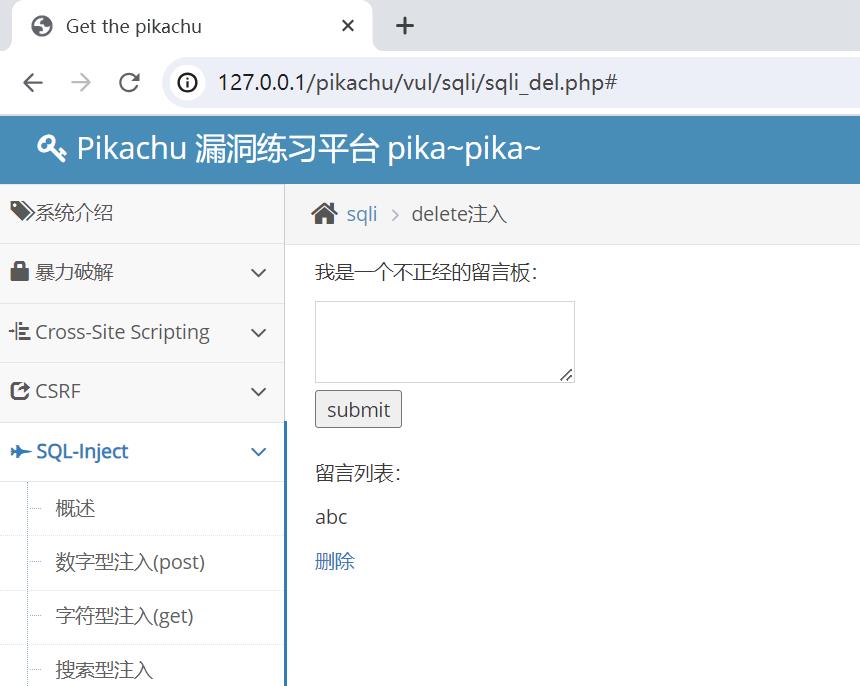 Get the pikachu
127.0.0.1/pikachu/vul/sqli/sqli_del.php#
Pikachu 漏洞练习平台 pika~pika~
系统介绍
sqli > delete注入
暴力破解
Cross-Site Scripting
CSRF
SQL-Inject
概述
数字型注入(post)
字符型注入(get)
搜索型注入
我是一个不正经的留言板：
submit
留言列表：
abc
删除